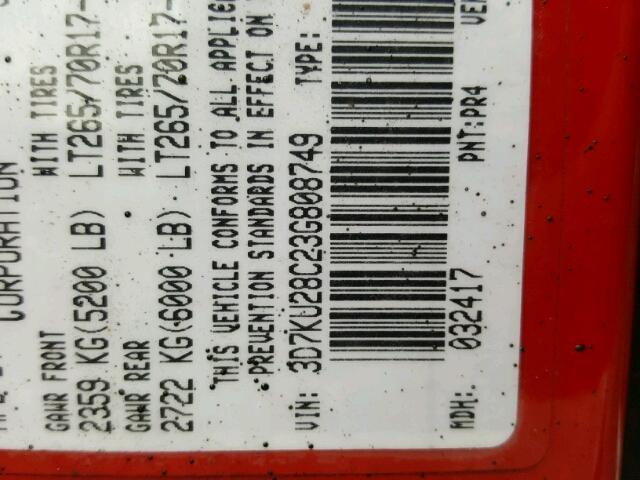 CORPORATION
GAWR FRONT WITH TIRES
2359 KG(5200 LB) LT265/70R17-
GAWR REAR WITH TIRES
2722 KG(6000 LB) LT265/70R17-
THIS VEHICLE CONFORMS TO ALL
PREVENTION STANDARDS IN EFFECT ON
VIN: 3D7KU28C23G808749 TYPE:
MDH: 032417 PNT:PR4